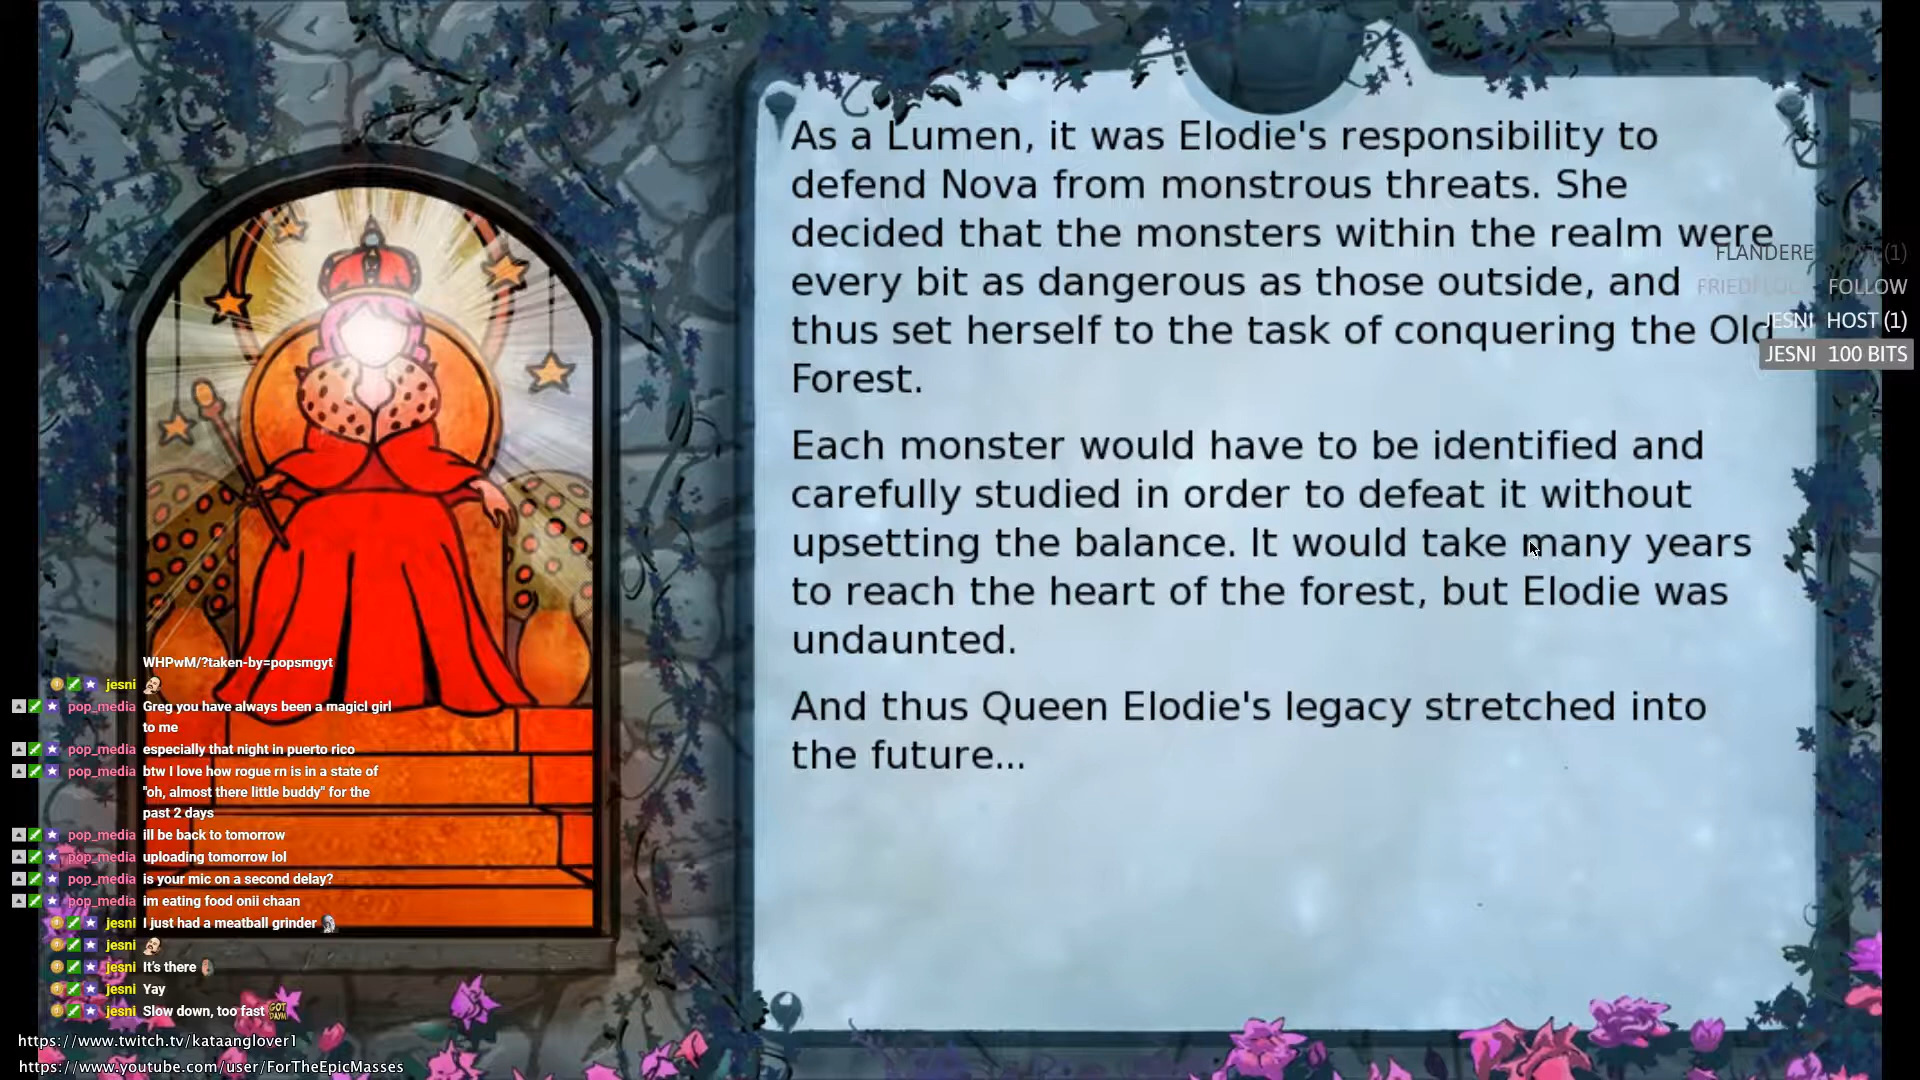 As a Lumen, it was Elodie's responsibility to
defend Nova from monstrous threats. She
decided that the monsters within the realm were
every bit as dangerous as those outside, and
thus set herself to the task of conquering the Old
Forest.
Each monster would have to be identified and
carefully studied in order to defeat it without
upsetting the balance. It would take many years
to reach the heart of the forest, but Elodie was
undaunted.
And thus Queen Elodie's legacy stretched into
the future...
FLANDERE (1)
FOLLOW
JESNI HOST (1)
JESNI 100 BITS
WHPwM/?taken-by=popsmgyt
jesni
pop_media Greg you have always been a magicl girl
to me
pop_media especially that night in puerto rico
pop_media btw I love how rogue rn is in a state of
"oh, almost there little buddy" for the
past 2 days
pop_media ill be back to tomorrow
pop_media uploading tomorrow lol
pop_media is your mic on a second delay?
pop_media im eating food onii chaan
jesni I just had a meatball grinder
jesni
jesni It's there
jesni Yay
jesni Slow down, too fast
https://www.twitch.tv/kataanglover1
https://www.youtube.com/user/ForTheEpicMasses